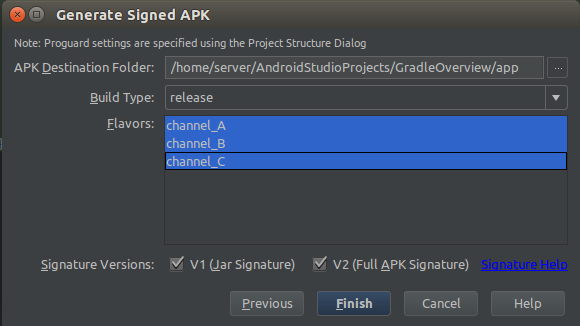 Generate Signed APK
Note: Proguard settings are specified using the Project Structure Dialog
APK Destination Folder: /home/server/AndroidStudioProjects/GradleOverview/app ...
Build Type: release
Flavors: channel_A
channel_B
channel_C
Signature Versions: V1 (Jar Signature) V2 (Full APK Signature) Signature Help
Previous Finish Cancel Help